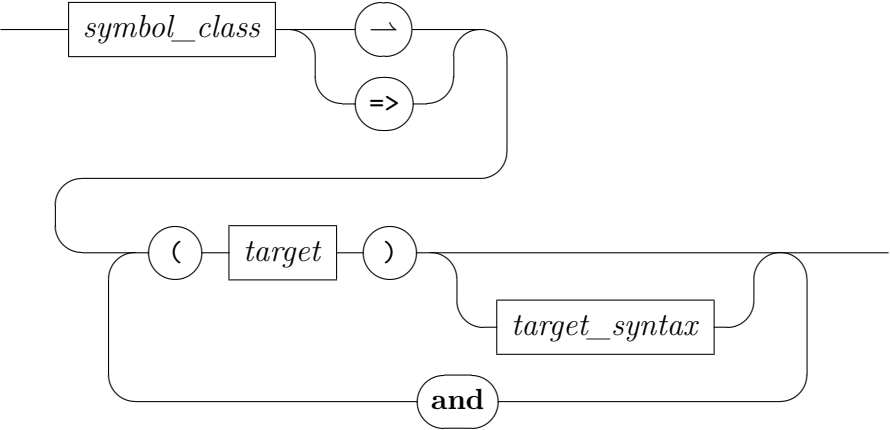 symbol_class ⇀
=>
( target )
target_syntax
and